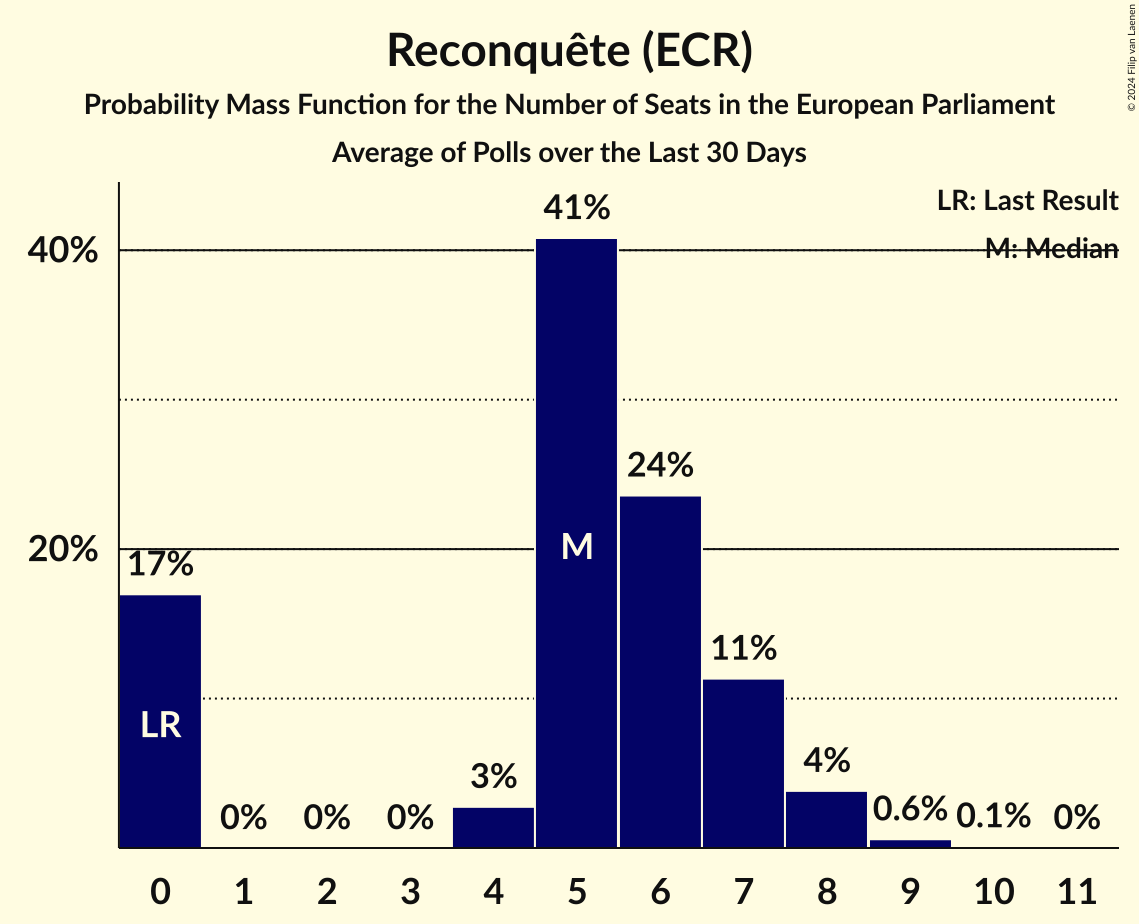 Reconquête (ECR)
Probability Mass Function for the Number of Seats in the European Parliament
Average of Polls over the Last 30 Days
© 2024 Filip van Laenen
LR: Last Result
M: Median
40%
20%
17%
0%
0%
0%
3%
41%
24%
11%
4%
0.6%
0.1%
0%
LR
M
0 1 2 3 4 5 6 7 8 9 10 11